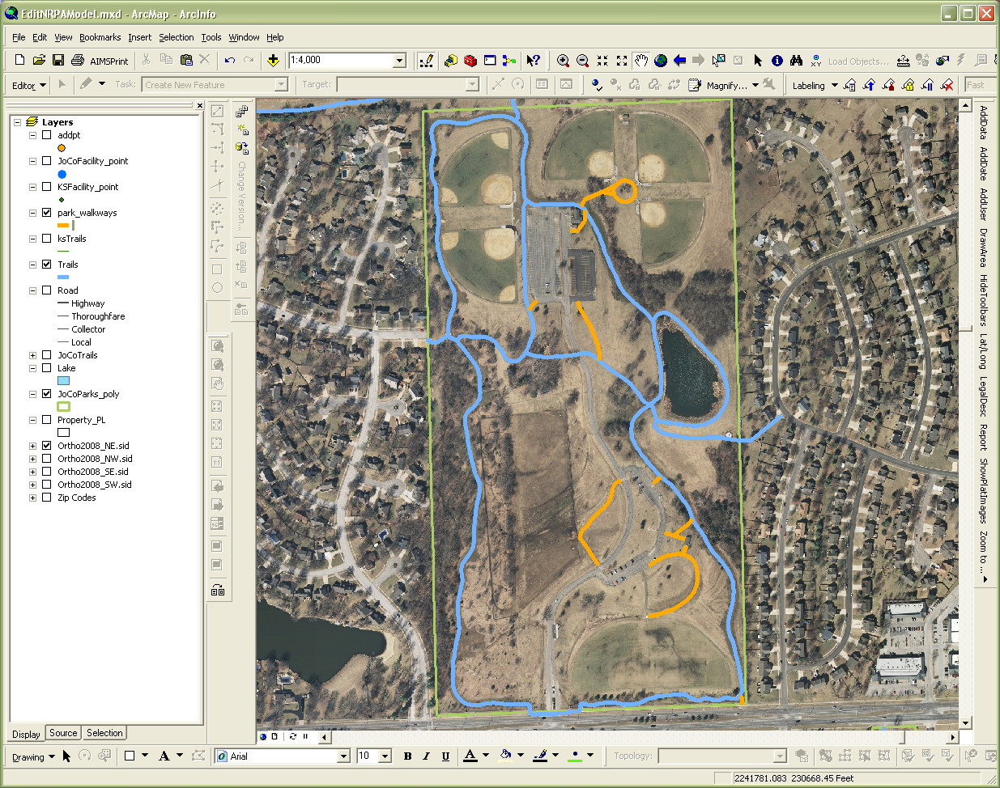 EditNRPAModel.mxd - ArcMap - ArcInfo
File Edit View Bookmarks Insert Selection Tools Window Help
AIMSPrint 1:4,000 Load Objects...
Editor Task: Create New Feature Target: Magnify... Labeling Fast
Layers
addpt
JoCoFacility_point
KSFacility_point
park_walkways
ksTrails
Trails
Road
Highway
Thoroughfare
Collector
Local
JoCoTrails
Lake
JoCoParks_poly
Property_PL
Ortho2008_NE.sid
Ortho2008_NW.sid
Ortho2008_SE.sid
Ortho2008_SW.sid
Zip Codes
Change Version...
1:1
AddData
AddDate
AddUser
DrawArea
HideToolbars
Lat/Long
LegalDesc
Report
ShowPlatImages
Zoom to ...
Display Source Selection
Drawing A Arial 10 B I U A Topology:
2241781.083 230668.45 Feet